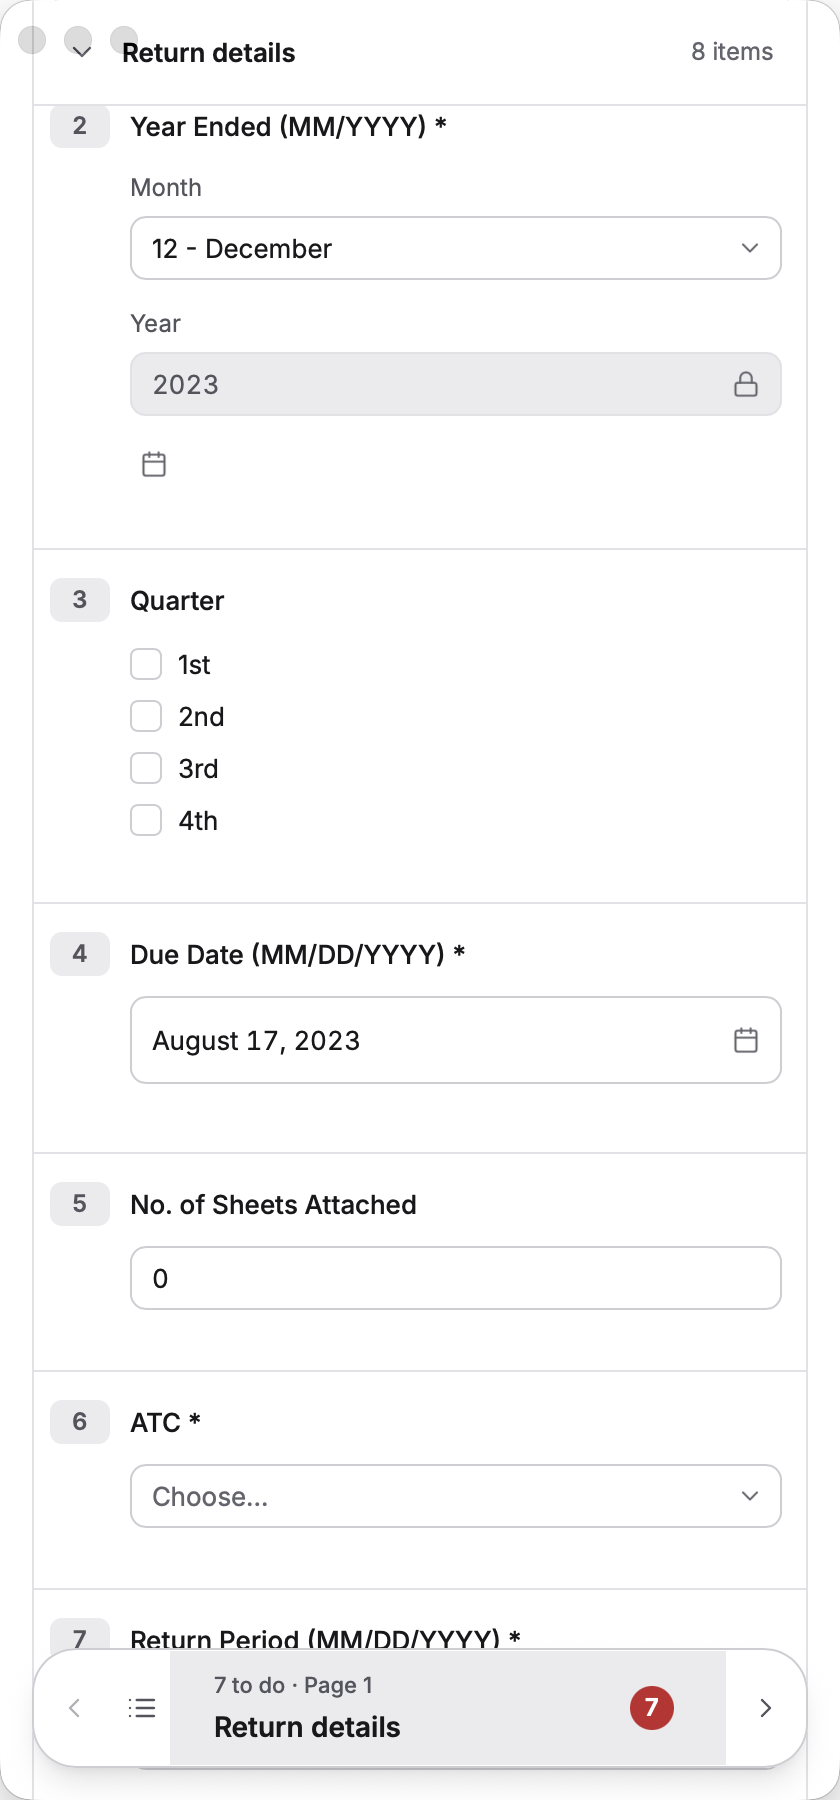 Return details
8 items
2
Year Ended (MM/YYYY) *
Month
12 - December
Year
2023
3
Quarter
1st
2nd
3rd
4th
4
Due Date (MM/DD/YYYY) *
August 17, 2023
5
No. of Sheets Attached
0
6
ATC *
Choose...
7
Return Period (MM/DD/YYYY) *
7 to do · Page 1
Return details
7